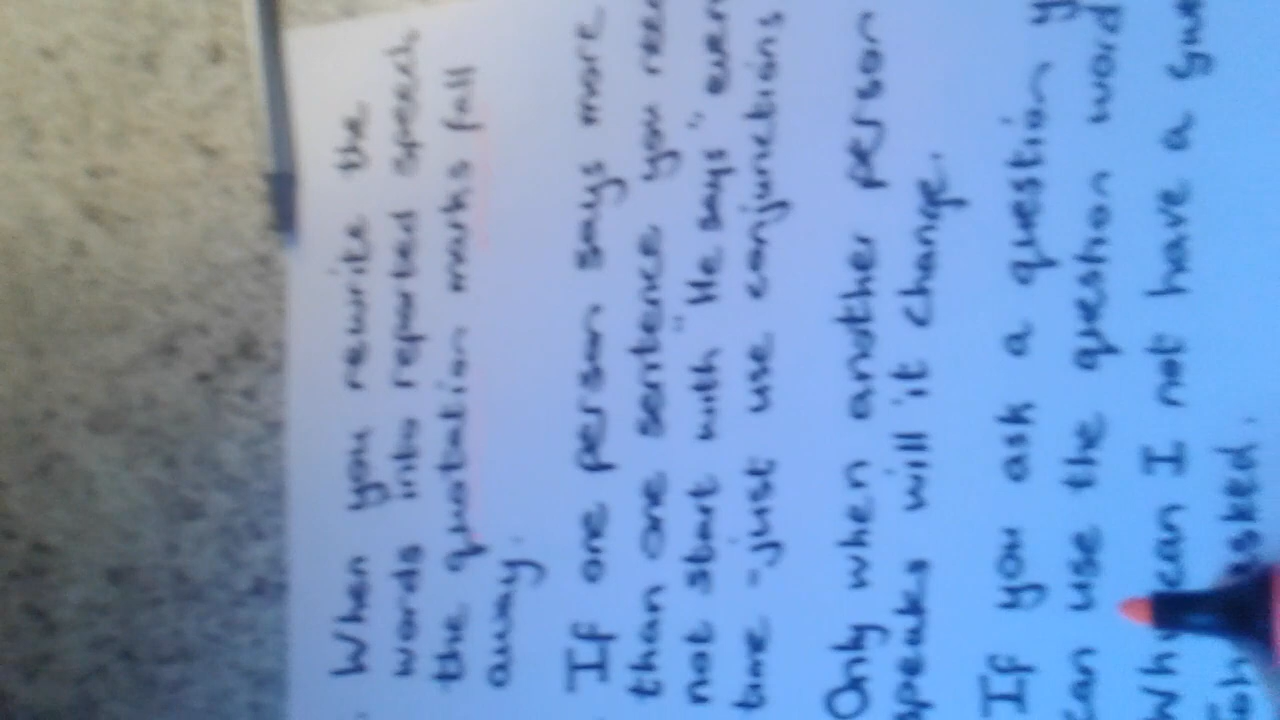 When you rewrite the
words into reported speech
the quotation marks fall
away.
If one person says more
than one sentence you need
not start with "He says" every
time - just use conjunctions
Only when another person
speaks will it change.
If you ask a question
can use the question word
Why can I not have a
asked.